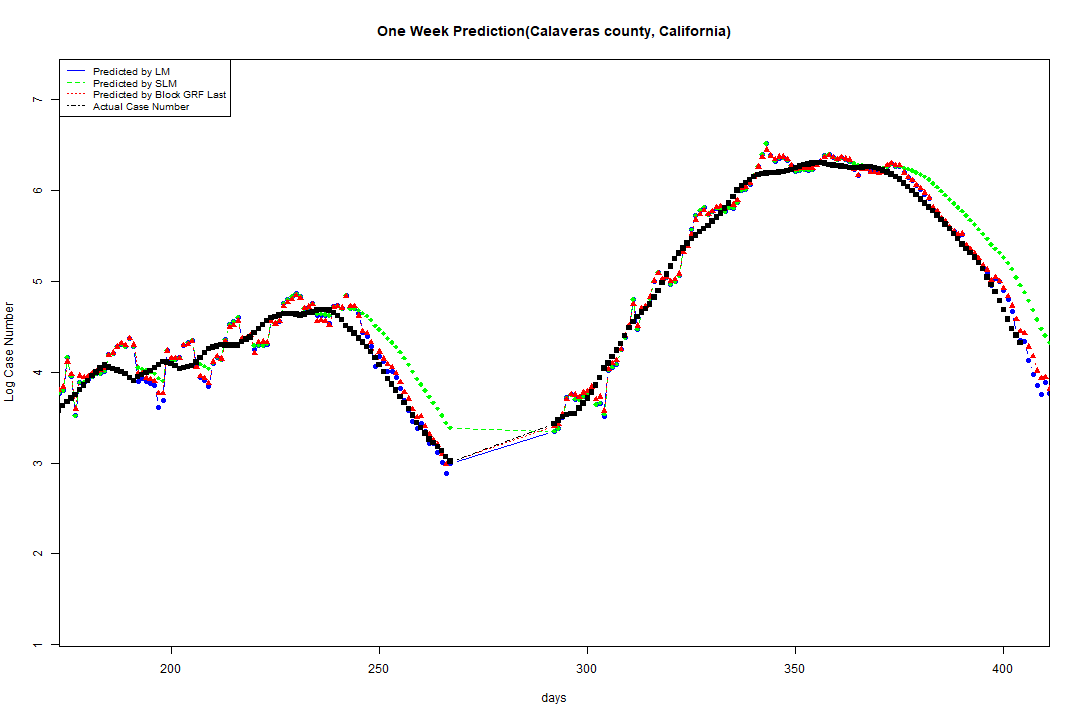 One Week Prediction(Calaveras county, California)
Predicted by LM
Predicted by SLM
Predicted by Block GRF Last
Actual Case Number
7
6
5
4
3
2
1
Log Case Number
200
250
300
350
400
days